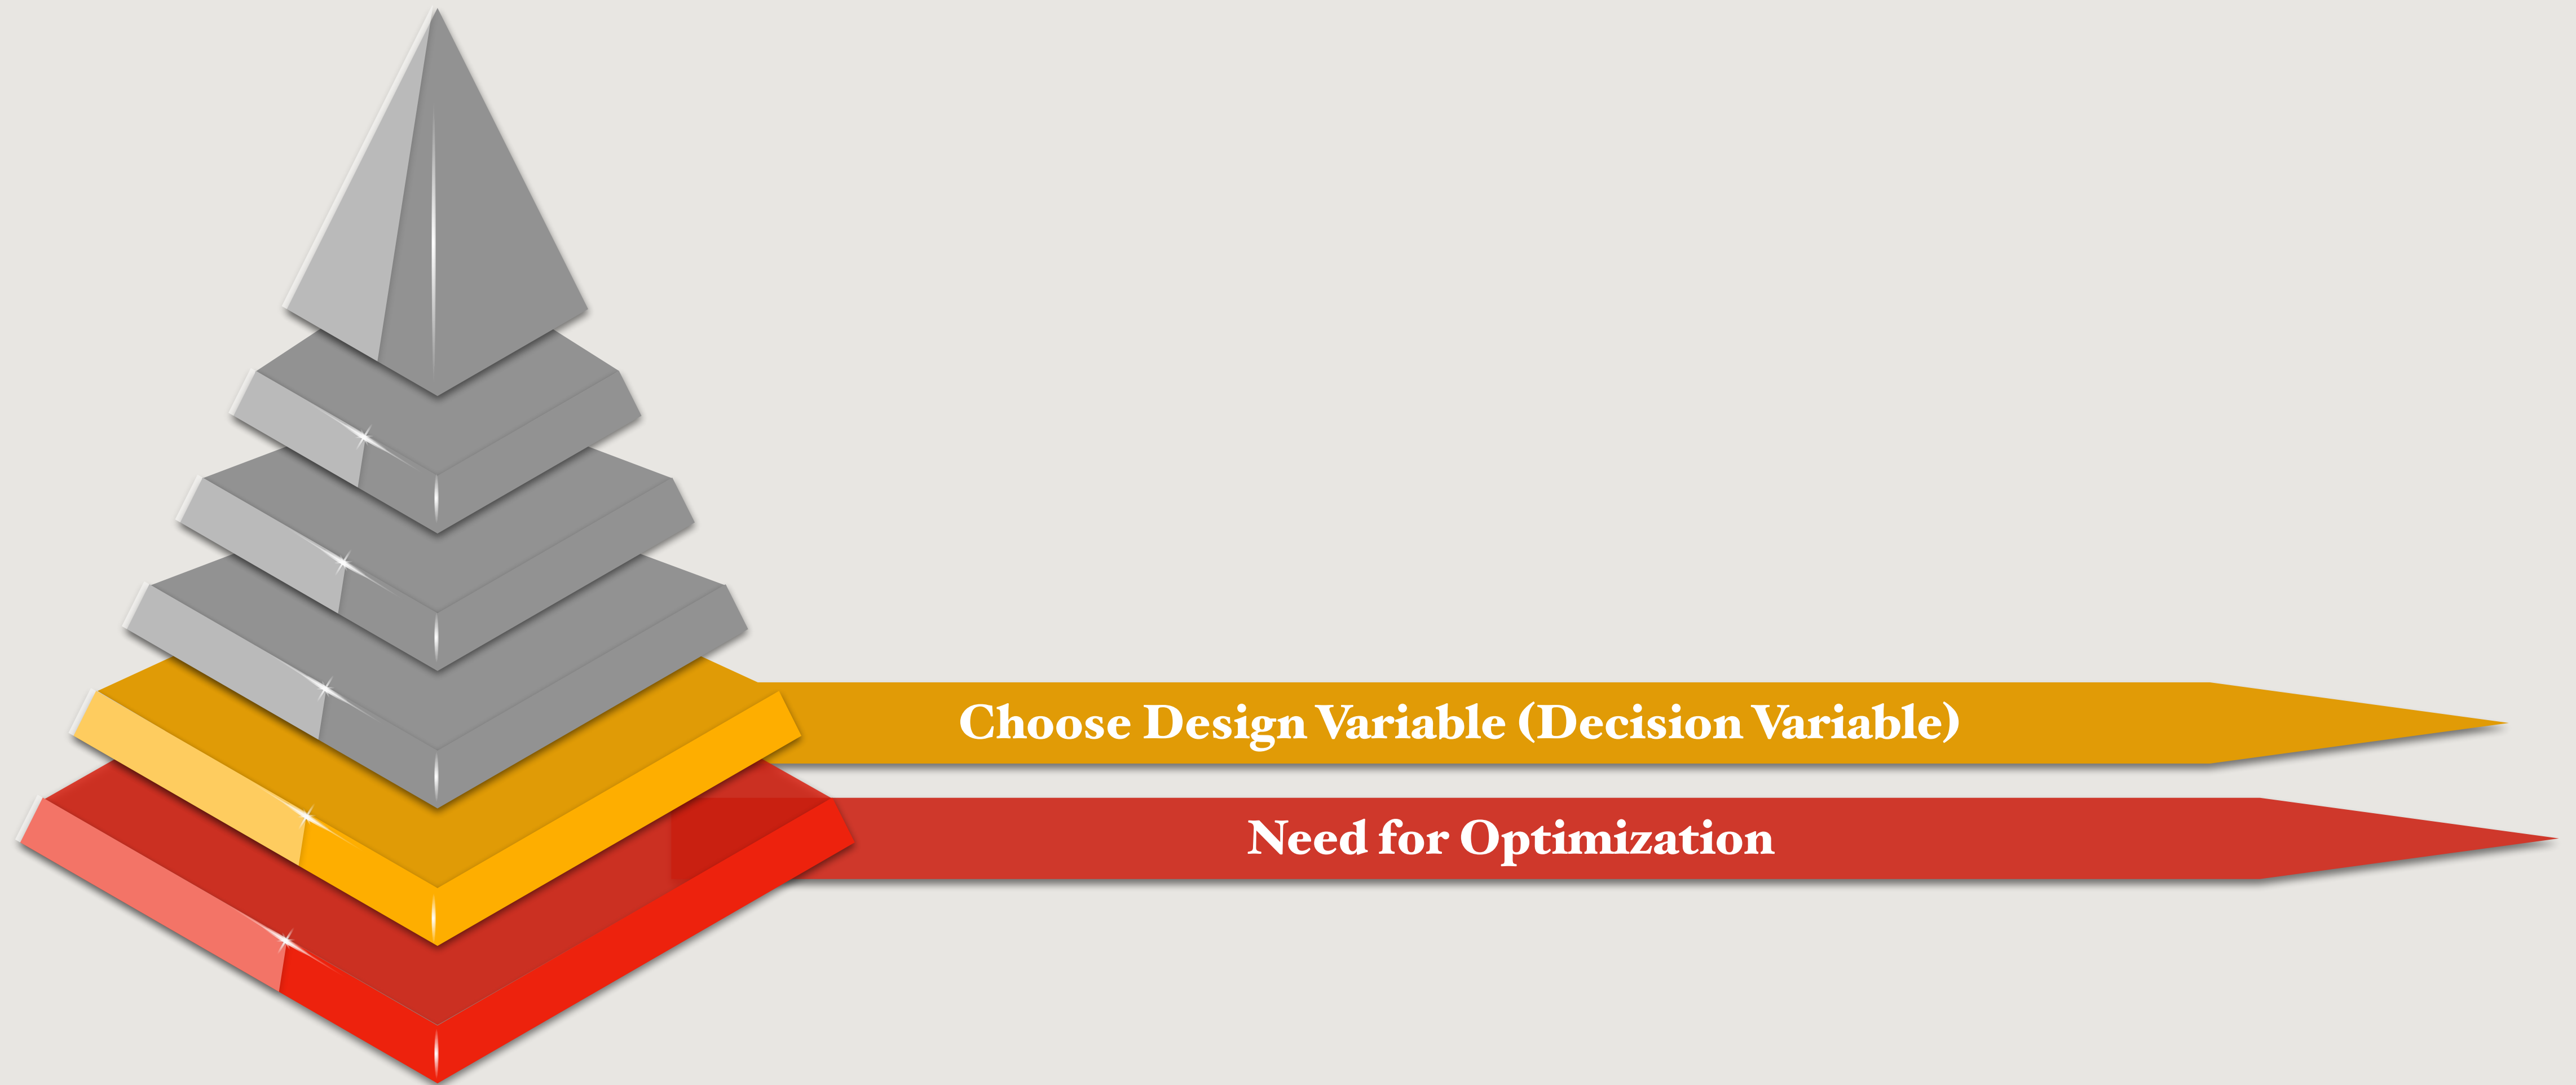 Choose Design Variable (Decision Variable)
Need for Optimization